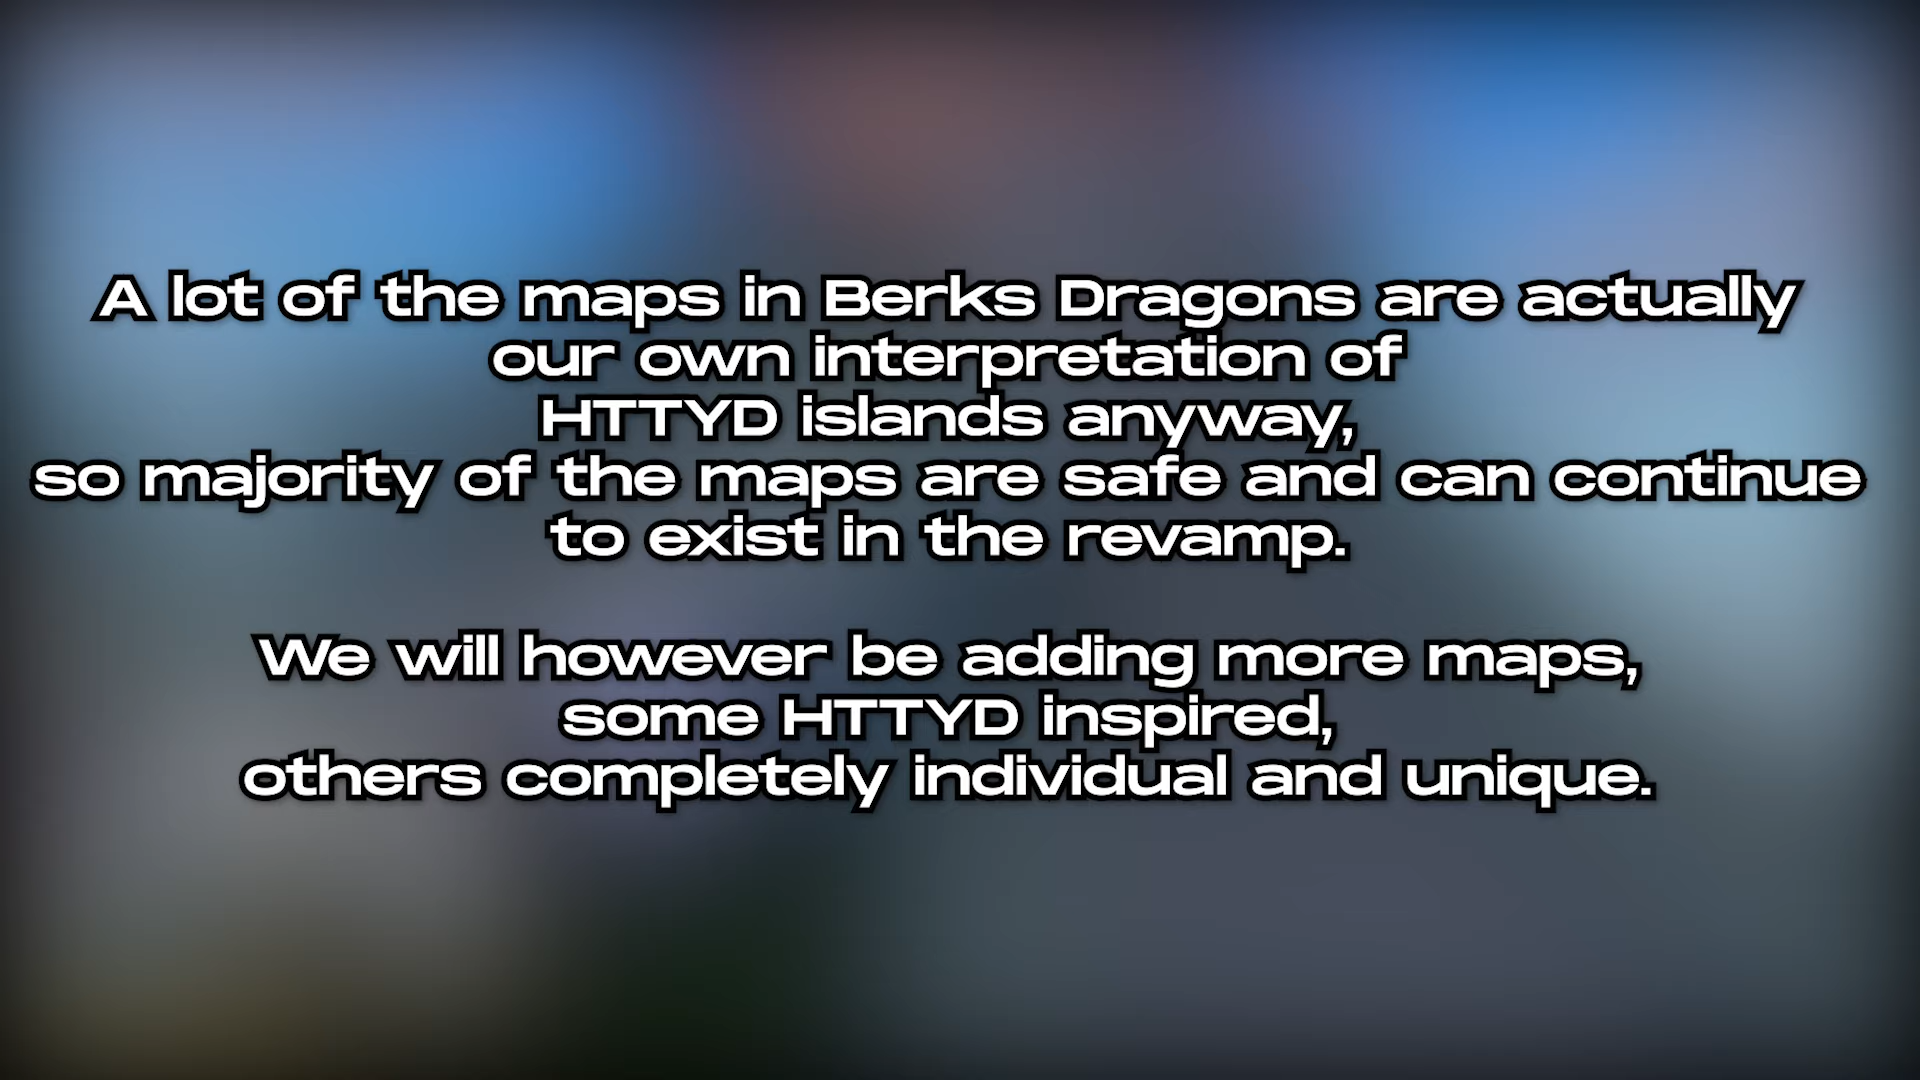 A lot of the maps in Berks Dragons are actually
our own interpretation of
HTTYD islands anyway,
so majority of the maps are safe and can continue
to exist in the revamp.
We will however be adding more maps,
some HTTYD inspired,
others completely individual and unique.